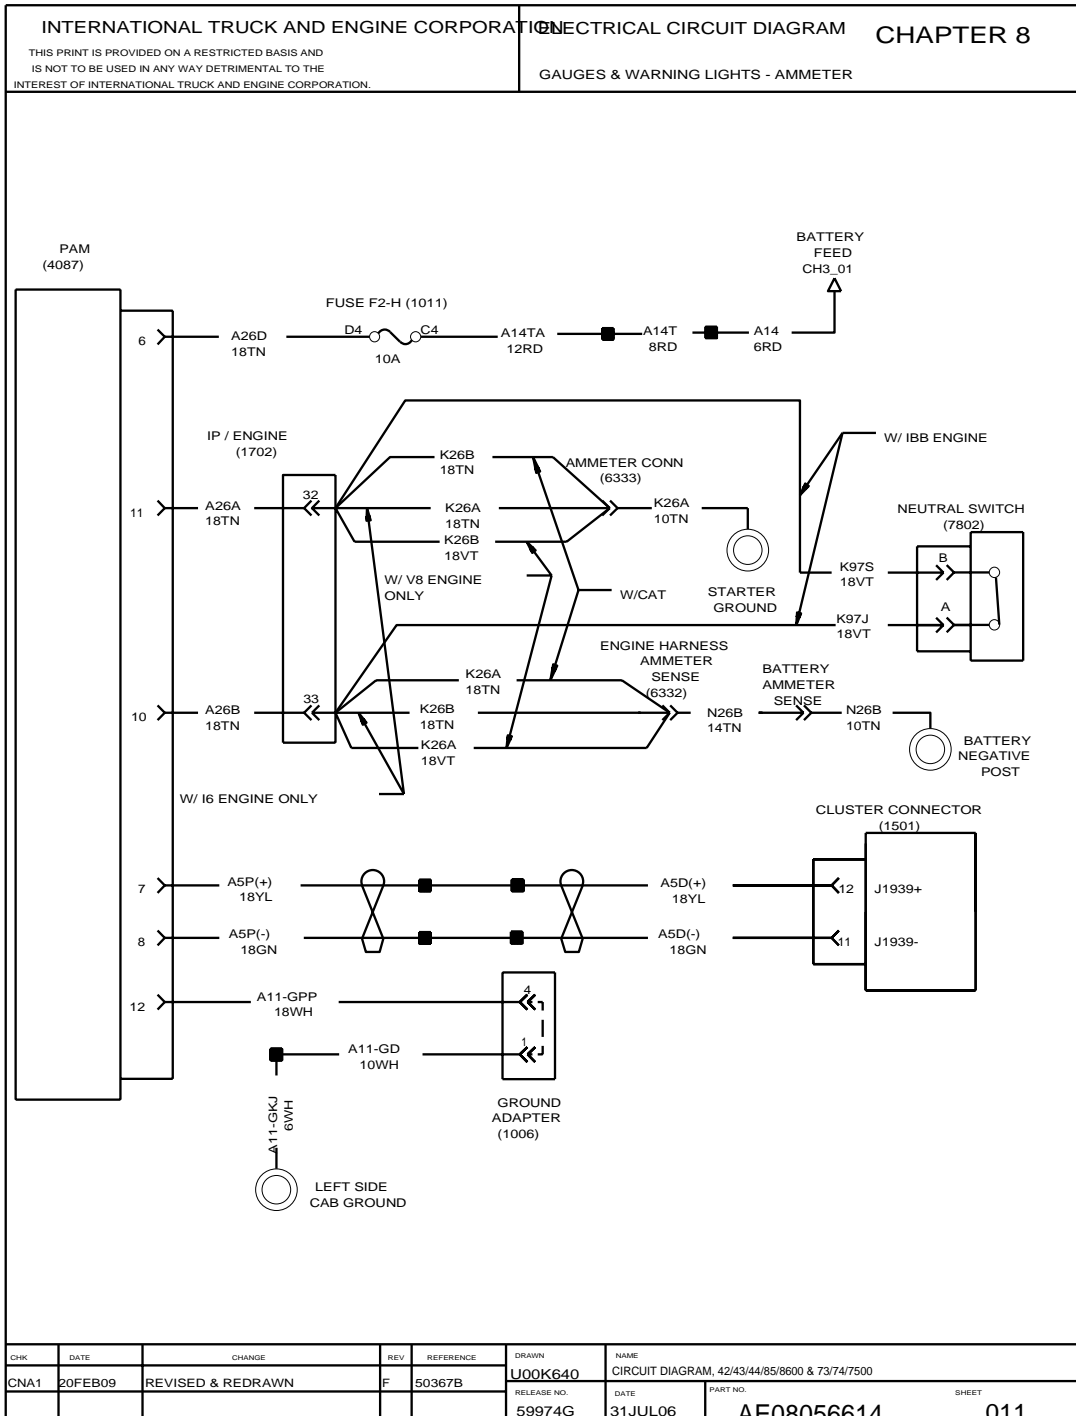 INTERNATIONAL TRUCK AND ENGINE CORPORATION
THIS PRINT IS PROVIDED ON A RESTRICTED BASIS AND
IS NOT TO BE USED IN ANY WAY DETRIMENTAL TO THE
INTEREST OF INTERNATIONAL TRUCK AND ENGINE CORPORATION.
ELECTRICAL CIRCUIT DIAGRAM
CHAPTER 8
GAUGES & WARNING LIGHTS - AMMETER
PAM
(4087)
BATTERY
FEED
CH3_01
FUSE F2-H (1011)
6
A26D
18TN
D4
C4
10A
A14TA
12RD
A14T
8RD
A14
6RD
IP / ENGINE
(1702)
W/ IBB ENGINE
K26B
18TN
AMMETER CONN
(6333)
11
A26A
18TN
32
K26A
18TN
K26A
10TN
NEUTRAL SWITCH
(7802)
K26B
18VT
W/ V8 ENGINE
ONLY
W/CAT
STARTER
GROUND
K97S
18VT
B
K97J
18VT
A
ENGINE HARNESS
AMMETER
SENSE
(6332)
BATTERY
AMMETER
SENSE
K26A
18TN
10
A26B
18TN
33
K26B
18TN
N26B
14TN
N26B
10TN
K26A
18VT
BATTERY
NEGATIVE
POST
W/ I6 ENGINE ONLY
CLUSTER CONNECTOR
(1501)
7
A5P(+)
18YL
A5D(+)
18YL
12
J1939+
8
A5P(-)
18GN
A5D(-)
18GN
11
J1939-
12
A11-GPP
18WH
4
A11-GD
10WH
1
A11-GKJ
6WH
GROUND
ADAPTER
(1006)
LEFT SIDE
CAB GROUND
CHK DATE CHANGE REV REFERENCE
CNA1 20FEB09 REVISED & REDRAWN F 50367B
DRAWN
U00K640
NAME
CIRCUIT DIAGRAM, 42/43/44/85/8600 & 73/74/7500
RELEASE NO.
59974G
DATE
31JUL06
PART NO.
AE08056614
SHEET
011